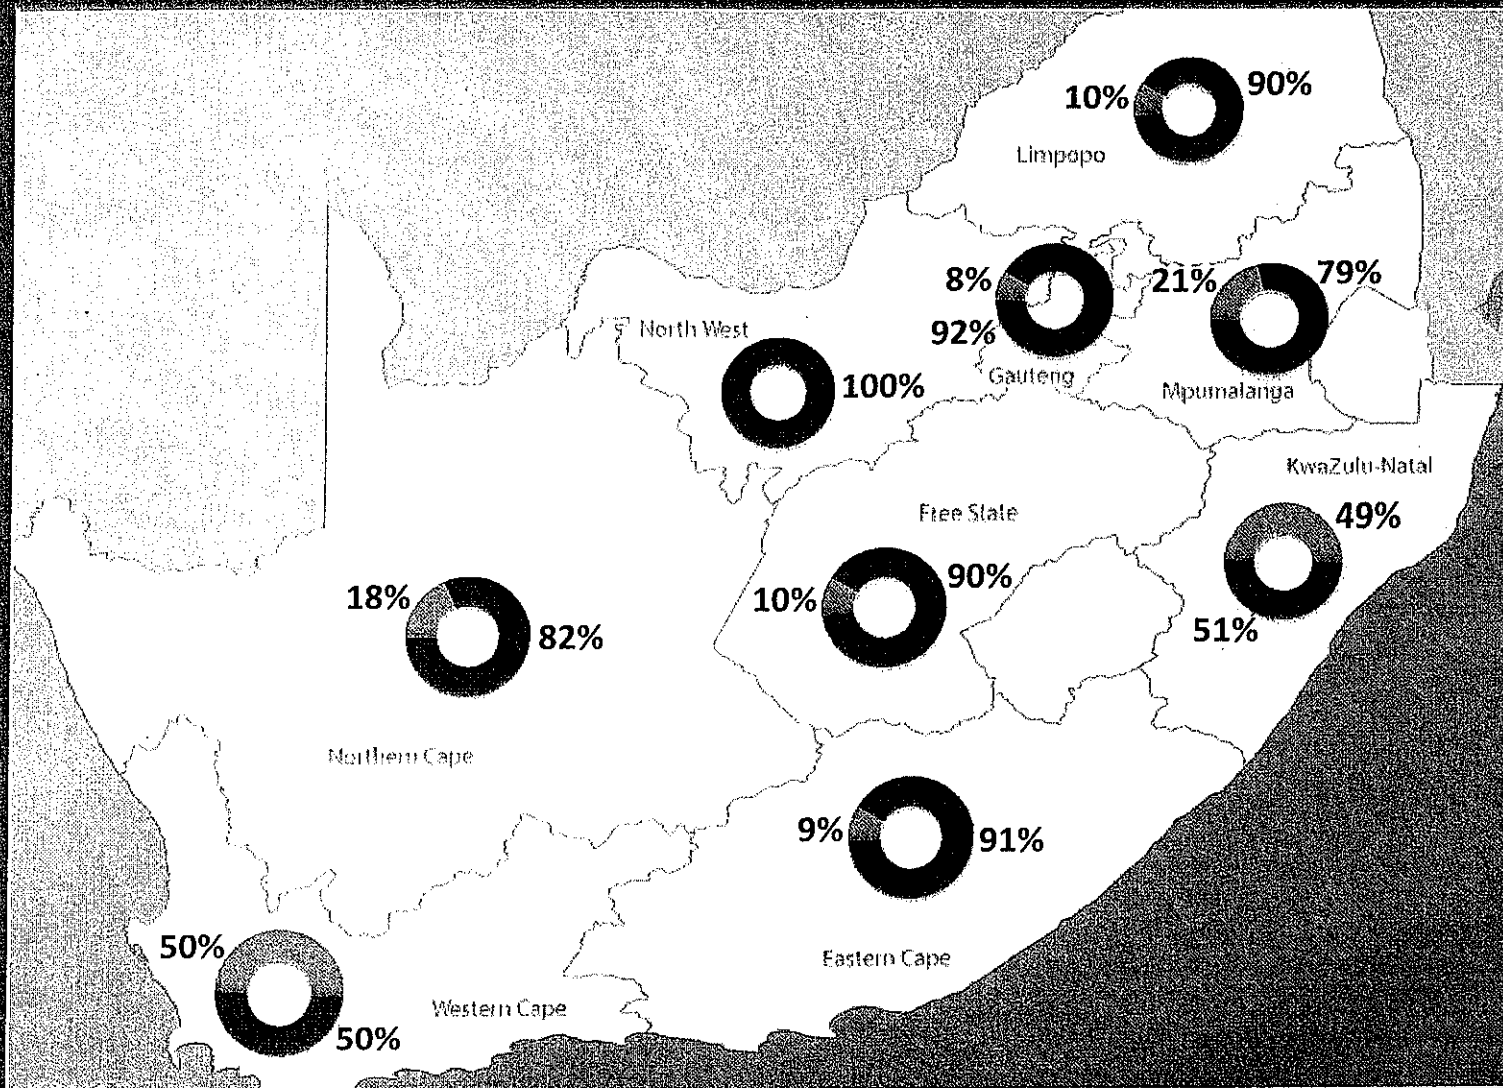 10% 90%
Limpopo
8%
92%
Gauteng
21% 79%
Mpumalanga
North West
100%
KwaZulu-Natal
49%
51%
Free State
10% 90%
18%
82%
Northern Cape
9% 91%
Eastern Cape
50%
50%
Western Cape